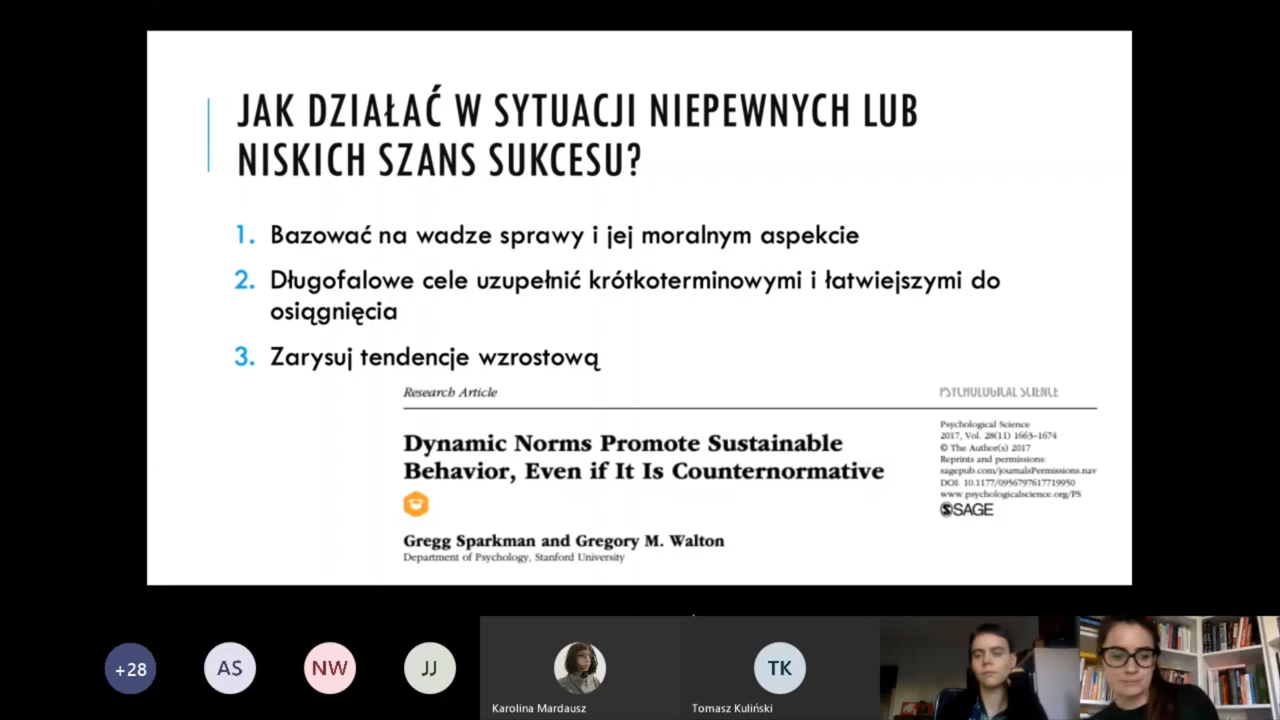 JAK DZIAŁAĆ W SYTUACJI NIEPEWNYCH LUB
NISKICH SZANS SUKCESU?
1. Bazować na wadze sprawy i jej moralnym aspekcie
2. Długofalowe cele uzupełnić krótkoterminowymi i łatwiejszymi do
osiągnięcia
3. Zarysuj tendencje wzrostową
Research Article
PSYCHOLOGICAL SCIENCE
Dynamic Norms Promote Sustainable
Behavior, Even if It Is Counternormative
Psychological Science
2017, Vol. 28(11) 1663–1674
© The Author(s) 2017
Reprints and permissions:
sagepub.com/journalsPermissions.nav
DOI: 10.1177/0956797617719950
www.psychologicalscience.org/PS
SAGE
Gregg Sparkman and Gregory M. Walton
Department of Psychology, Stanford University
+28
AS
NW
JJ
TK
Karolina Mardausz
Tomasz Kuliński